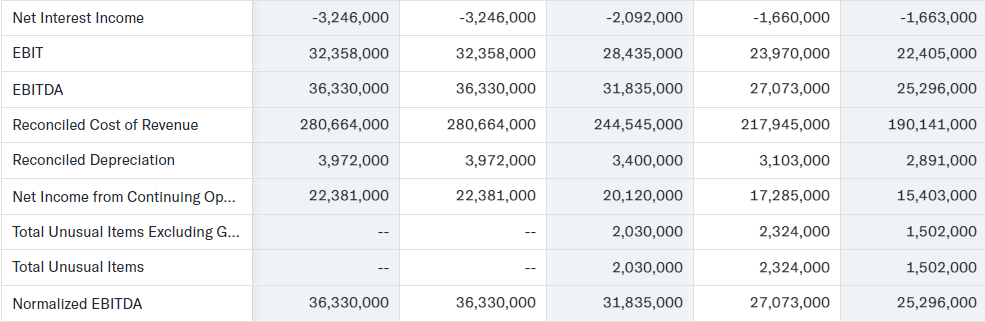 Net Interest Income -3,246,000 -3,246,000 -2,092,000 -1,660,000 -1,663,000
EBIT 32,358,000 32,358,000 28,435,000 23,970,000 22,405,000
EBITDA 36,330,000 36,330,000 31,835,000 27,073,000 25,296,000
Reconciled Cost of Revenue 280,664,000 280,664,000 244,545,000 217,945,000 190,141,000
Reconciled Depreciation 3,972,000 3,972,000 3,400,000 3,103,000 2,891,000
Net Income from Continuing Op... 22,381,000 22,381,000 20,120,000 17,285,000 15,403,000
Total Unusual Items Excluding G... -- -- 2,030,000 2,324,000 1,502,000
Total Unusual Items -- -- 2,030,000 2,324,000 1,502,000
Normalized EBITDA 36,330,000 36,330,000 31,835,000 27,073,000 25,296,000